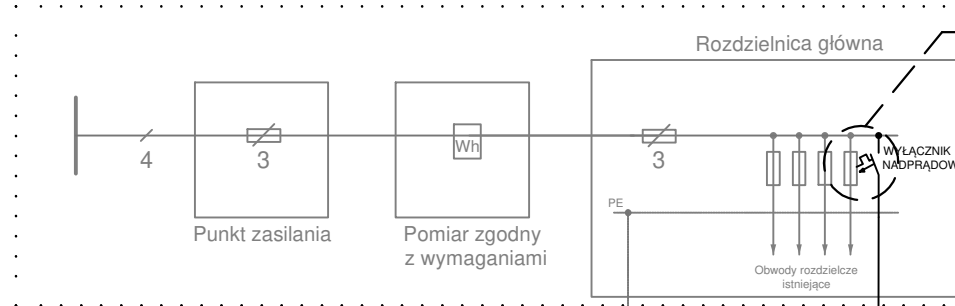 Rozdzielnica główna
4
3
Wh
3
WYŁĄCZNIK
NADPRĄDOW
PE
Punkt zasilania
Pomiar zgodny
z wymaganiami
Obwody rozdzielcze
istniejące